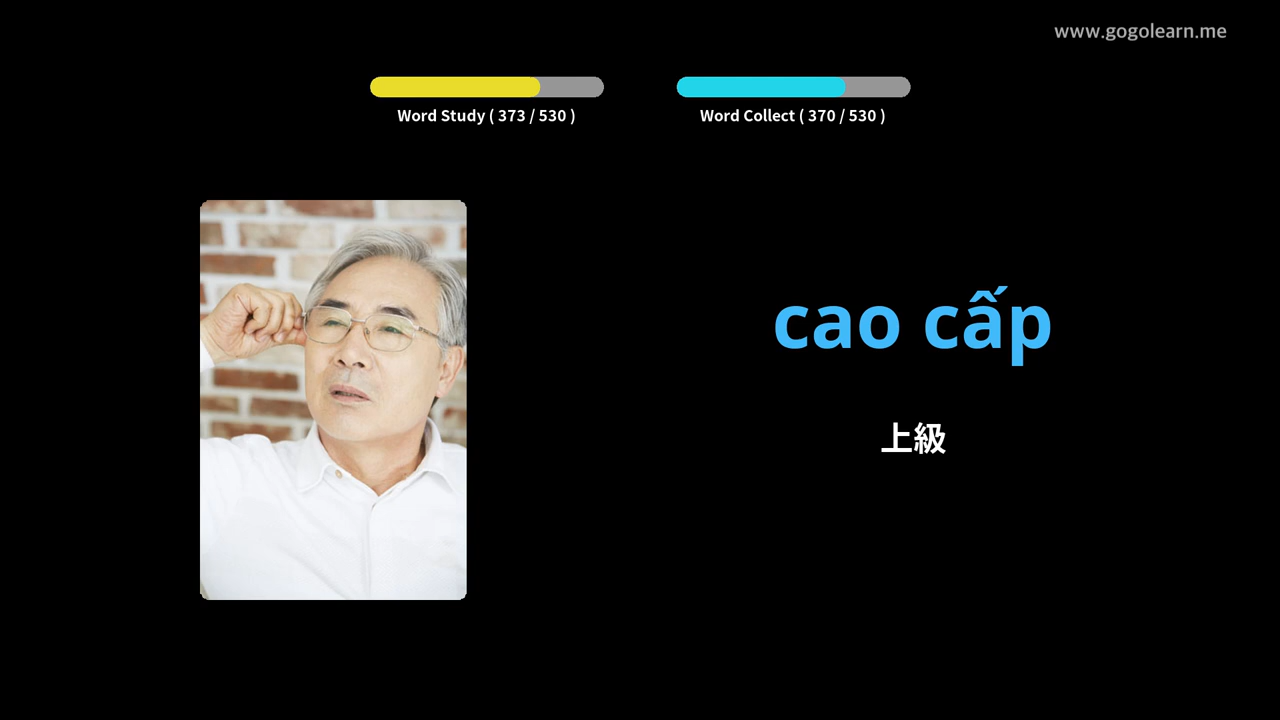 www.gogolearn.me
Word Study ( 373 / 530 )
Word Collect ( 370 / 530 )
cao cấp
上級